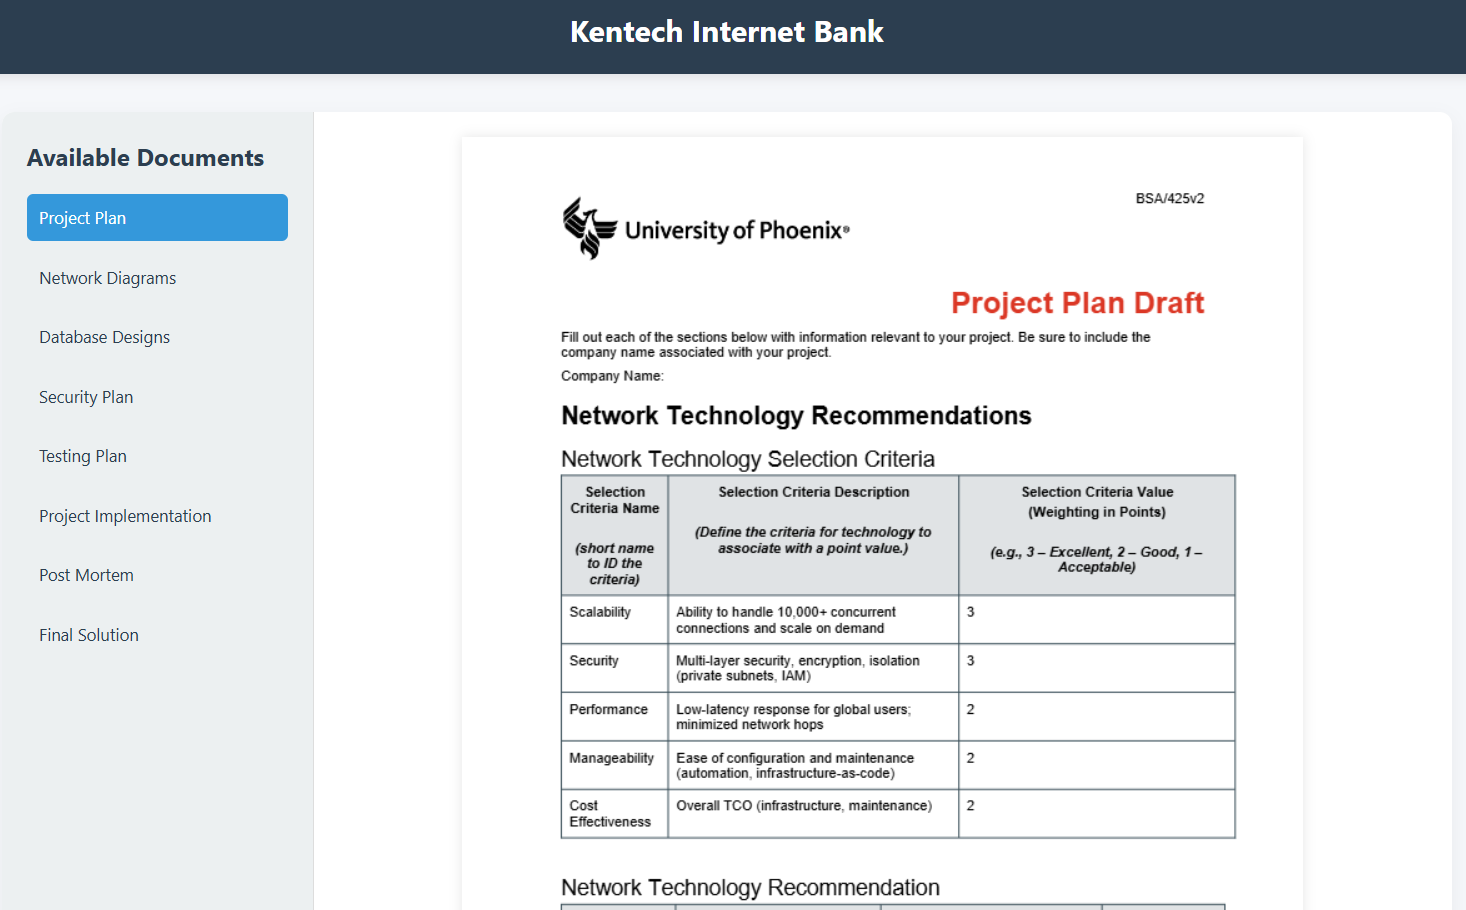 Kentech Internet Bank
Available Documents
Project Plan
Network Diagrams
Database Designs
Security Plan
Testing Plan
Project Implementation
Post Mortem
Final Solution
BSA/425v2
University of Phoenix®
Project Plan Draft
Fill out each of the sections below with information relevant to your project. Be sure to include the
company name associated with your project.
Company Name:
Network Technology Recommendations
Network Technology Selection Criteria
Selection
Criteria Name
(short name
to ID the
criteria)
Selection Criteria Description
(Define the criteria for technology to
associate with a point value.)
Selection Criteria Value
(Weighting in Points)
(e.g., 3 – Excellent, 2 – Good, 1 –
Acceptable)
Scalability
Ability to handle 10,000+ concurrent
connections and scale on demand
3
Security
Multi-layer security, encryption, isolation
(private subnets, IAM)
3
Performance
Low-latency response for global users;
minimized network hops
2
Manageability
Ease of configuration and maintenance
(automation, infrastructure-as-code)
2
Cost
Effectiveness
Overall TCO (infrastructure, maintenance)
2
Network Technology Recommendation